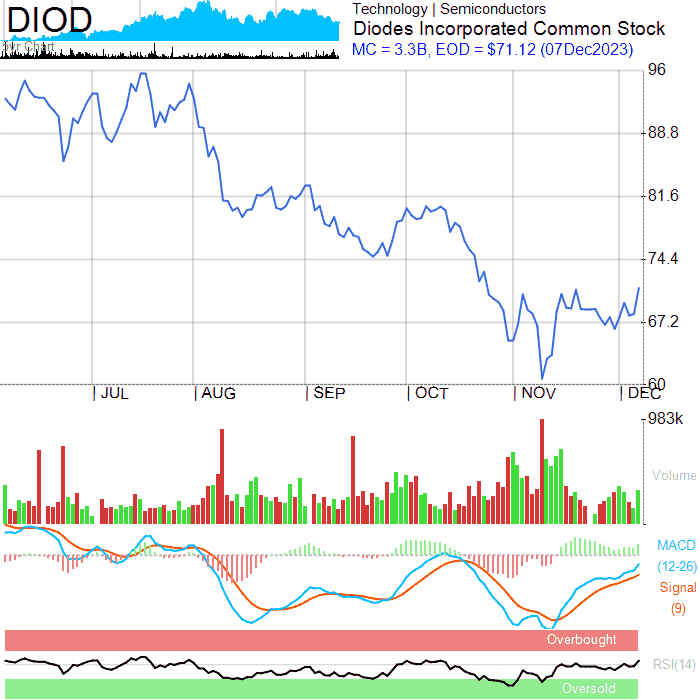 DIOD
5yr Chart
Technology | Semiconductors
Diodes Incorporated Common Stock
MC = 3.3B, EOD = $71.12 (07Dec2023)
96
88.8
81.6
74.4
67.2
60
JUL AUG SEP OCT NOV DEC
983k
Volume
MACD
(12-26)
Signal
(9)
Overbought
RSI(14)
Oversold